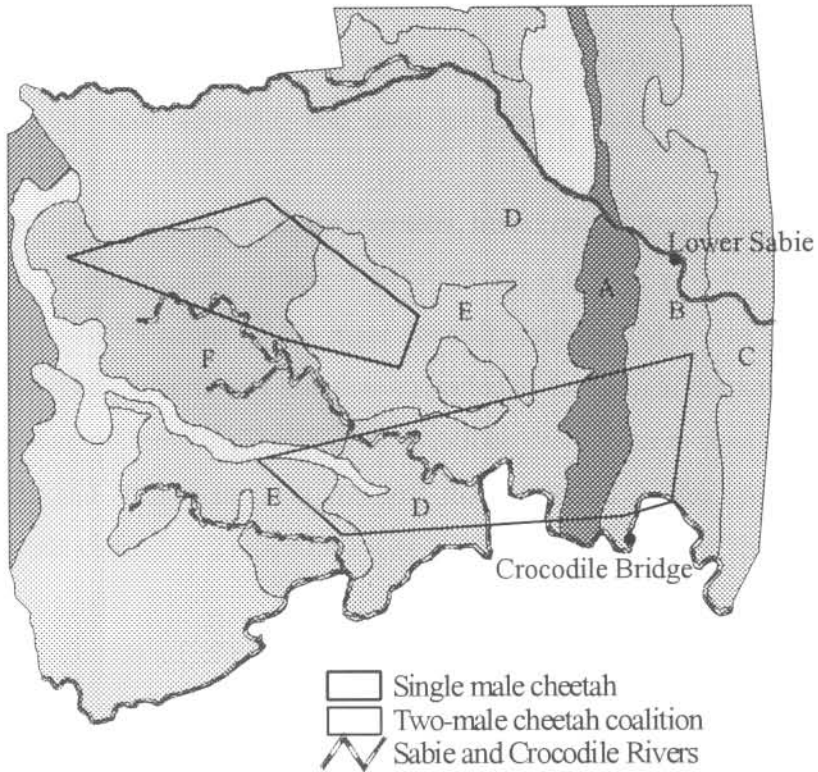 D
Lower Sabie
A
E
B
C
F
E
D
Crocodile Bridge
Single male cheetah
Two-male cheetah coalition
Sabie and Crocodile Rivers